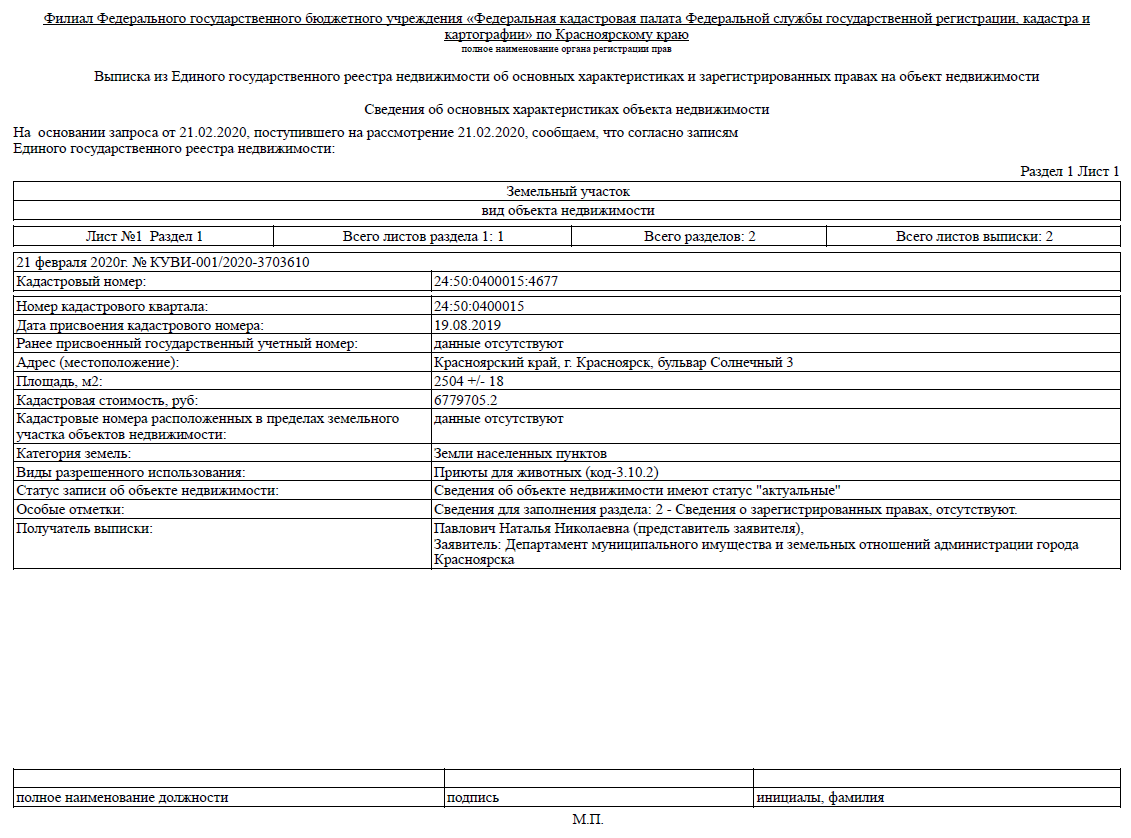 Филиал Федерального государственного бюджетного учреждения «Федеральная кадастровая палата Федеральной службы государственной регистрации, кадастра и
картографии» по Красноярскому краю
полное наименование органа регистрации прав
Выписка из Единого государственного реестра недвижимости об основных характеристиках и зарегистрированных правах на объект недвижимости
Сведения об основных характеристиках объекта недвижимости
На основании запроса от 21.02.2020, поступившего на рассмотрение 21.02.2020, сообщаем, что согласно записям
Единого государственного реестра недвижимости:
Раздел 1 Лист 1
Земельный участок
вид объекта недвижимости
Лист №1 Раздел 1 Всего листов раздела 1: 1 Всего разделов: 2 Всего листов выписки: 2
21 февраля 2020г. № КУВИ-001/2020-3703610
Кадастровый номер: 24:50:0400015:4677
Номер кадастрового квартала: 24:50:0400015
Дата присвоения кадастрового номера: 19.08.2019
Ранее присвоенный государственный учетный номер: данные отсутствуют
Адрес (местоположение): Красноярский край, г. Красноярск, бульвар Солнечный 3
Площадь, м2: 2504 +/- 18
Кадастровая стоимость, руб: 6779705.2
Кадастровые номера расположенных в пределах земельного данные отсутствуют
участка объектов недвижимости:
Категория земель: Земли населенных пунктов
Виды разрешенного использования: Приюты для животных (код-3.10.2)
Статус записи об объекте недвижимости: Сведения об объекте недвижимости имеют статус "актуальные"
Особые отметки: Сведения для заполнения раздела: 2 - Сведения о зарегистрированных правах, отсутствуют.
Получатель выписки: Павлович Наталья Николаевна (представитель заявителя),
Заявитель: Департамент муниципального имущества и земельных отношений администрации города
Красноярска
полное наименование должности подпись инициалы, фамилия
М.П.